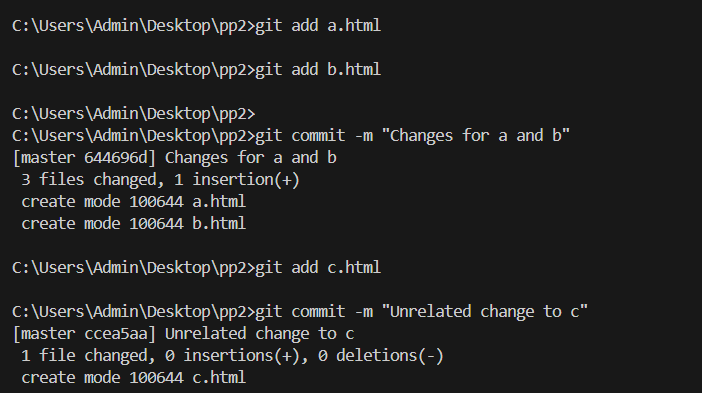 C:\Users\Admin\Desktop\pp2>git add a.html
C:\Users\Admin\Desktop\pp2>git add b.html
C:\Users\Admin\Desktop\pp2>
C:\Users\Admin\Desktop\pp2>git commit -m "Changes for a and b"
[master 644696d] Changes for a and b
 3 files changed, 1 insertion(+)
 create mode 100644 a.html
 create mode 100644 b.html
C:\Users\Admin\Desktop\pp2>git add c.html
C:\Users\Admin\Desktop\pp2>git commit -m "Unrelated change to c"
[master ccea5aa] Unrelated change to c
 1 file changed, 0 insertions(+), 0 deletions(-)
 create mode 100644 c.html